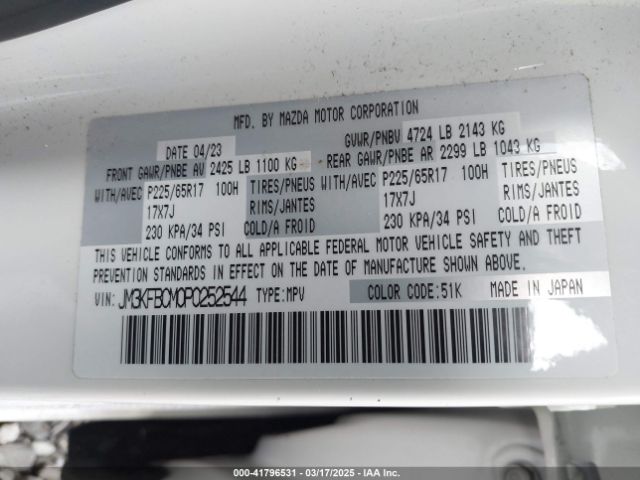 MFD. BY MAZDA MOTOR CORPORATION
DATE 04/23 GVWR/PNBV 4724 LB 2143 KG
FRONT GAWR/PNBE AV 2425 LB 1100 KG REAR GAWR/PNBE AR 2299 LB 1043 KG
WITH/AVEC P225/65R17 100H TIRES/PNEUS WITH/AVEC P225/65R17 100H TIRES/PNEUS
17X7J RIMS/JANTES 17X7J RIMS/JANTES
230 KPA/34 PSI COLD/A FROID 230 KPA/34 PSI COLD/A FROID
THIS VEHICLE CONFORMS TO ALL APPLICABLE FEDERAL MOTOR VEHICLE SAFETY AND THEFT
PREVENTION STANDARDS IN EFFECT ON THE DATE OF MANUFACTURE SHOWN ABOVE.
VIN: JM3KFBCM0P0252544 TYPE:MPV COLOR CODE:51K MADE IN JAPAN
000-41796531 - 03/17/2025 - IAA Inc.